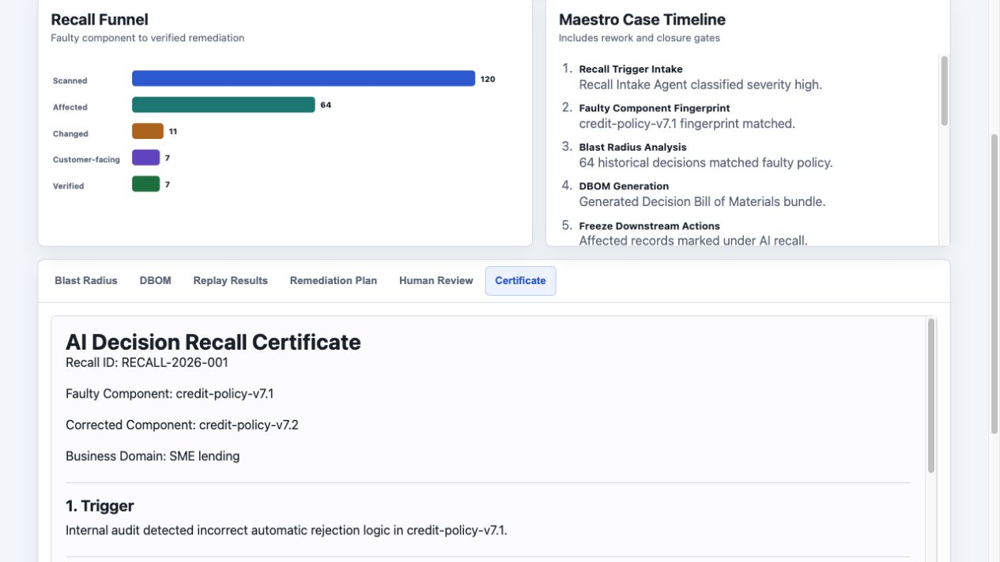 Recall Funnel
Faulty component to verified remediation
Scanned 120
Affected 64
Changed 11
Customer-facing 7
Verified 7
Maestro Case Timeline
Includes rework and closure gates
1. Recall Trigger Intake
Recall Intake Agent classified severity high.
2. Faulty Component Fingerprint
credit-policy-v7.1 fingerprint matched.
3. Blast Radius Analysis
64 historical decisions matched faulty policy.
4. DBOM Generation
Generated Decision Bill of Materials bundle.
5. Freeze Downstream Actions
Affected records marked under AI recall.
Blast Radius DBOM Replay Results Remediation Plan Human Review Certificate
AI Decision Recall Certificate
Recall ID: RECALL-2026-001
Faulty Component: credit-policy-v7.1
Corrected Component: credit-policy-v7.2
Business Domain: SME lending
1. Trigger
Internal audit detected incorrect automatic rejection logic in credit-policy-v7.1.